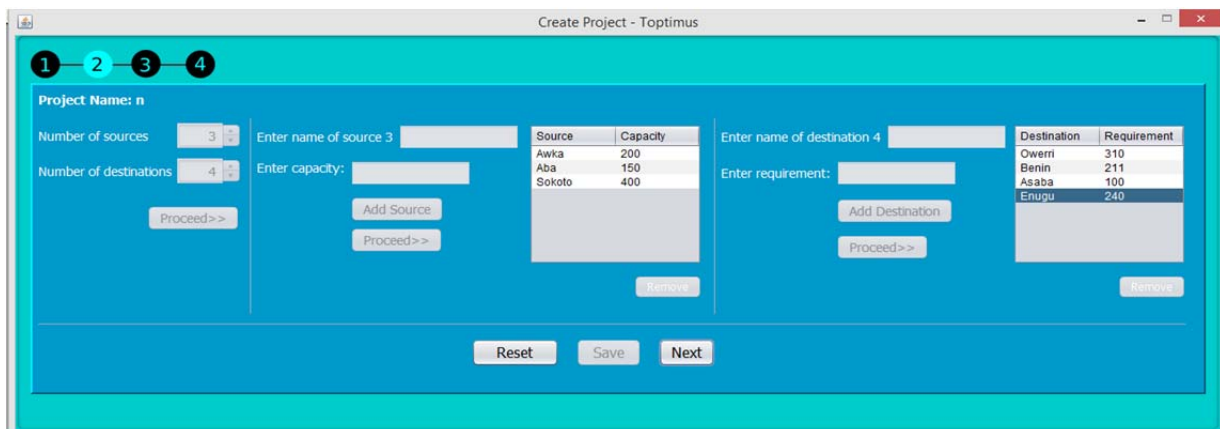 Create Project - Toptimus
1 2 3 4
Project Name: n
Number of sources 3
Number of destinations 4
Proceed>>
Enter name of source 3
Enter capacity:
Add Source
Proceed>>
Source Capacity
Awka 200
Aba 150
Sokoto 400
Remove
Enter name of destination 4
Enter requirement:
Add Destination
Proceed>>
Destination Requirement
Owerri 310
Benin 211
Asaba 100
Enugu 240
Remove
Reset Save Next